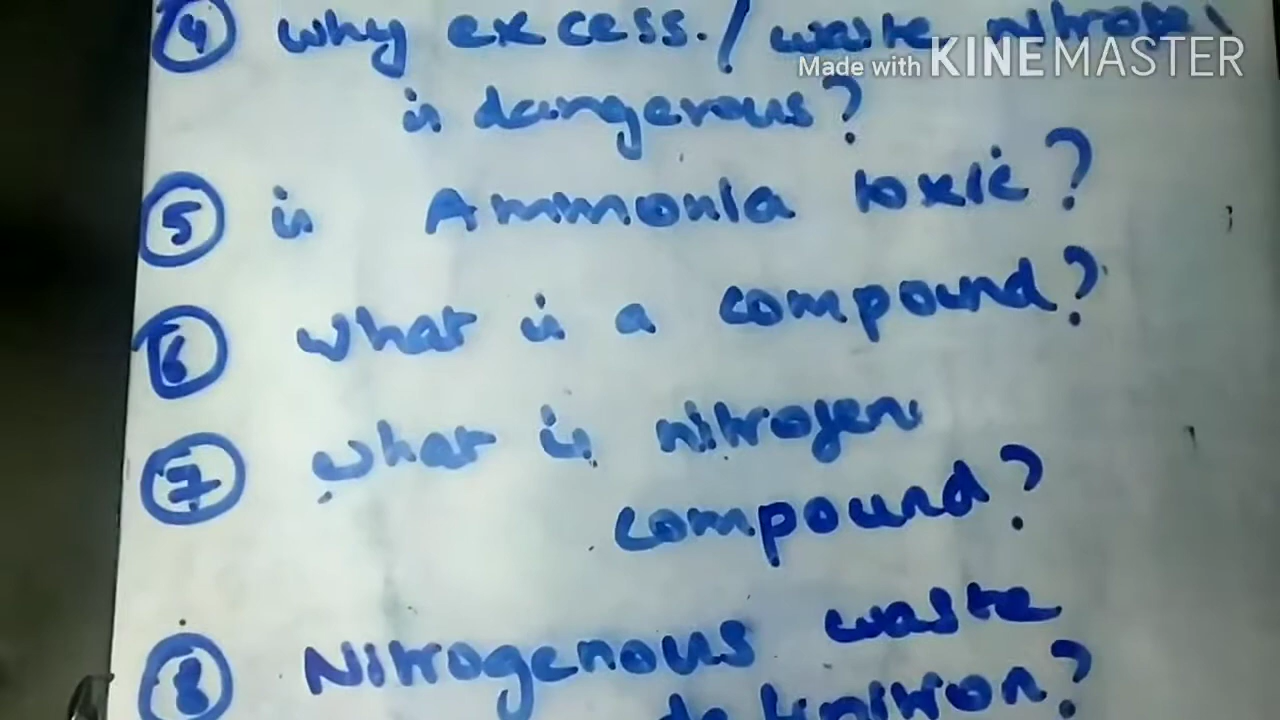 4 Why excess./ waste nitrogen
is dangerous?
5 is Ammonia toxic?
6 what is a compound?
7 what is nitrogen
compound?
8 Nitrogenous waste
definition?
Made with KINEMASTER